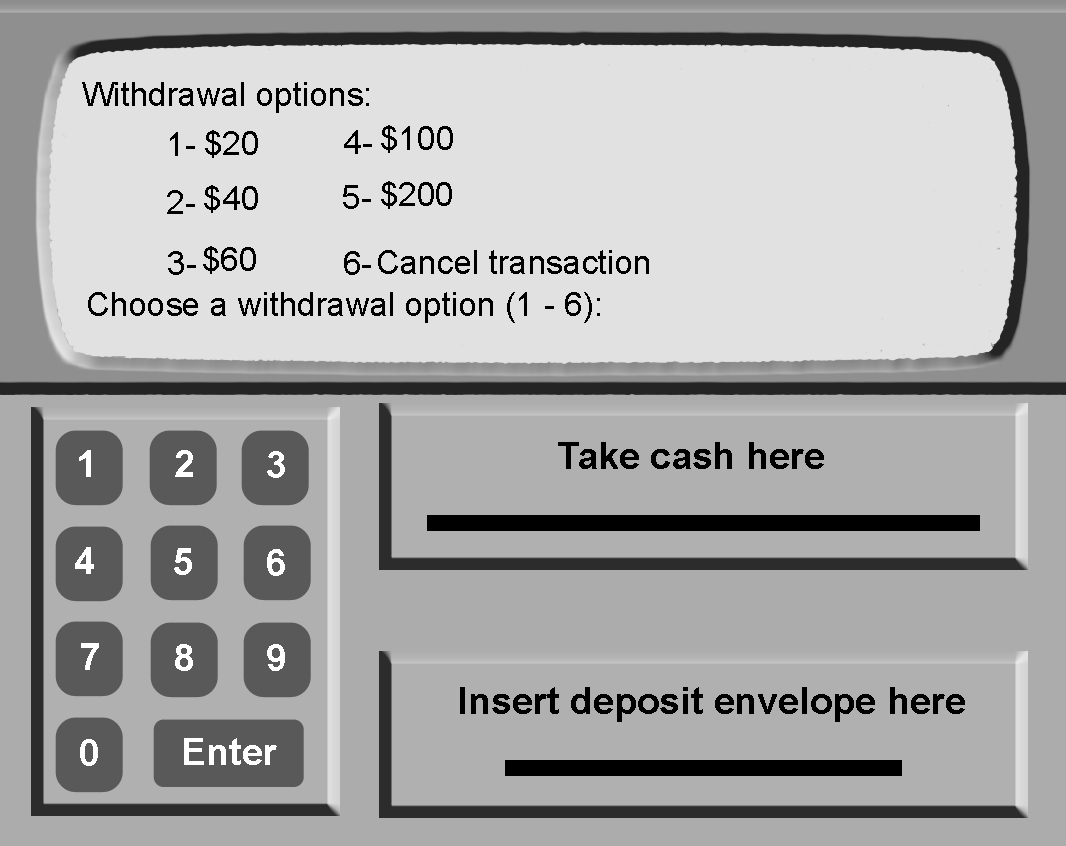 Withdrawal options:
1- $20 4- $100
2- $40 5- $200
3- $60 6- Cancel transaction
Choose a withdrawal option (1 - 6):
1 2 3
4 5 6
7 8 9
0 Enter
Take cash here
Insert deposit envelope here